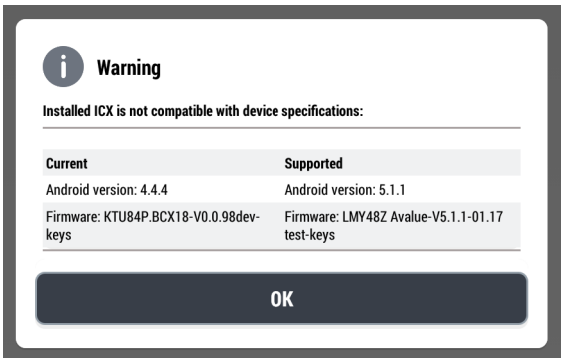 Warning
Installed ICX is not compatible with device specifications:
Current Supported
Android version: 4.4.4 Android version: 5.1.1
Firmware: KTU84P.BCX18-V0.0.98dev- Firmware: LMY48Z Avalue-V5.1.1-01.17
keys test-keys
OK